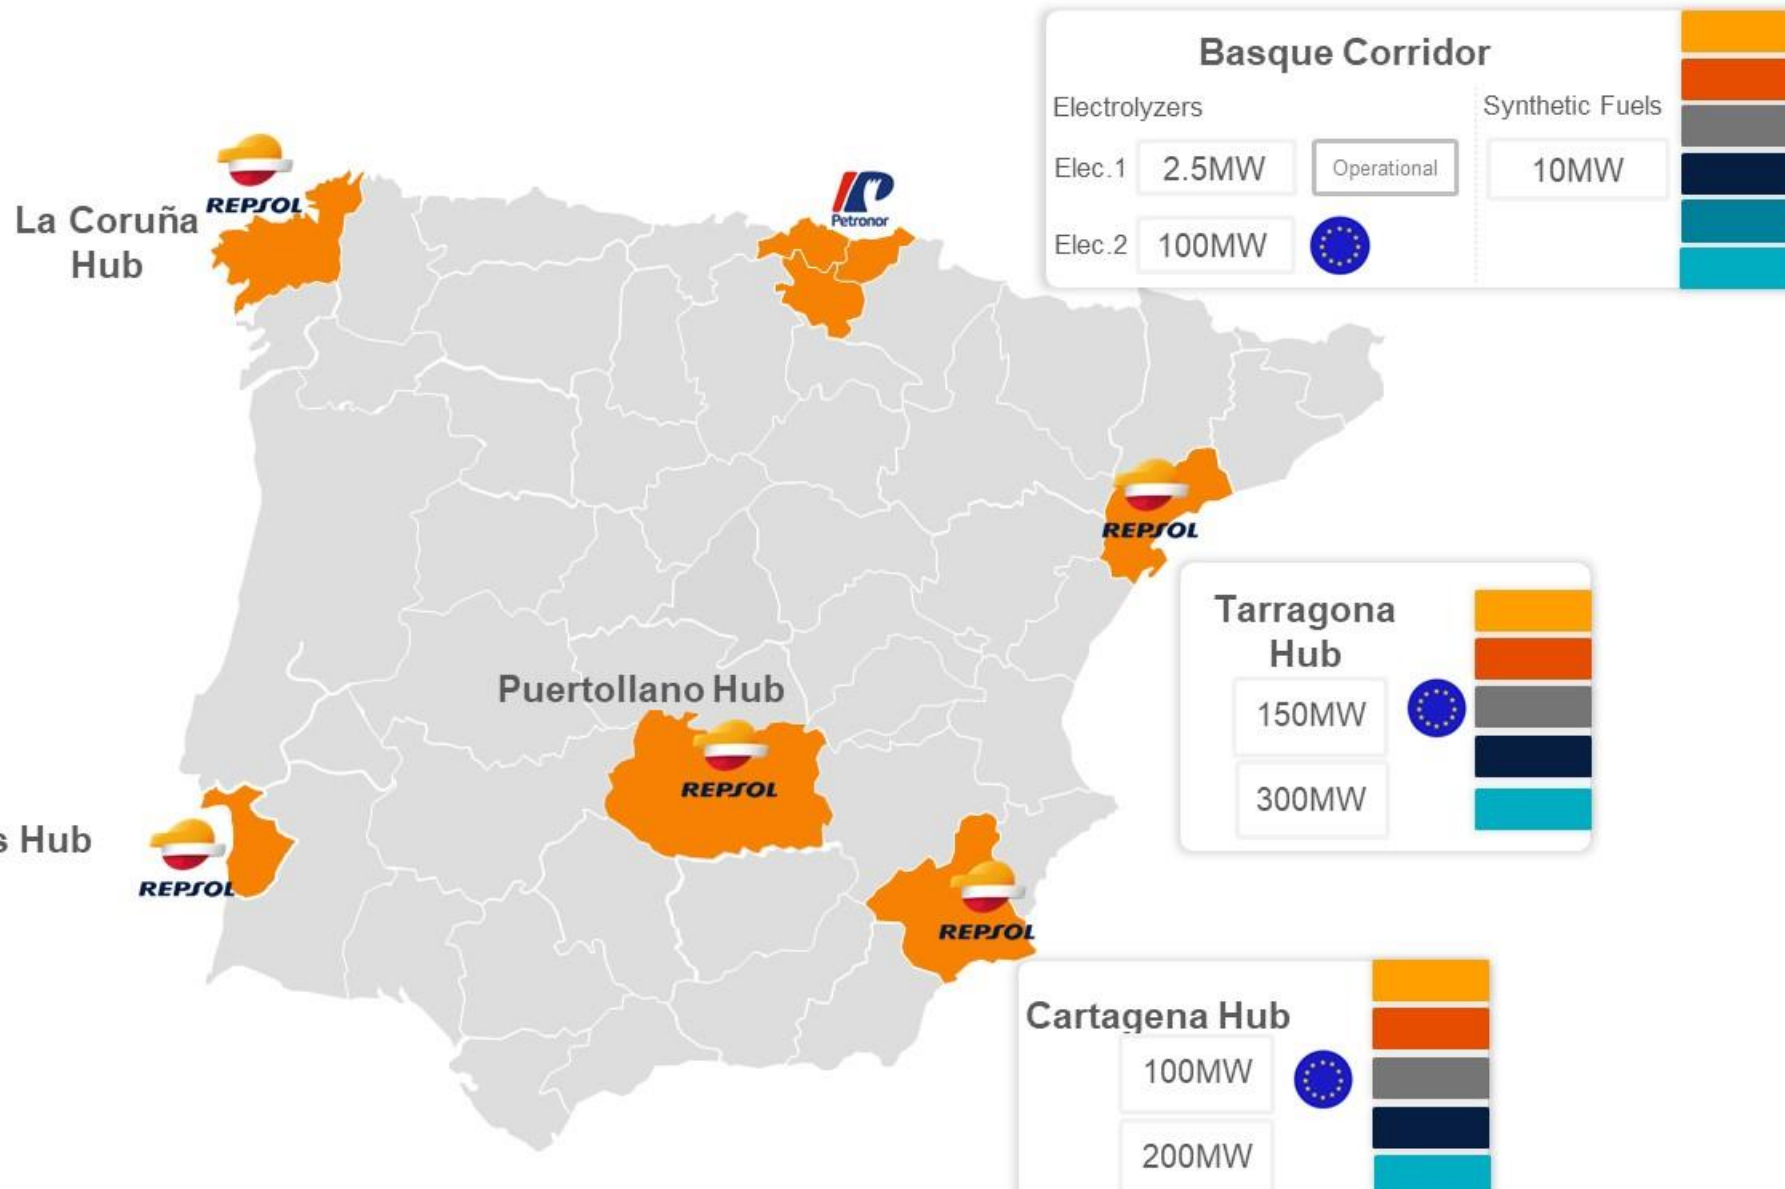 Basque Corridor
Electrolyzers
Synthetic Fuels
Elec.1 2.5MW Operational 10MW
Elec.2 100MW
REPSOL
La Coruña
Hub
Petronor
REPSOL
Tarragona
Hub
150MW
300MW
Puertollano Hub
REPSOL
s Hub
REPSOL
REPSOL
Cartagena Hub
100MW
200MW